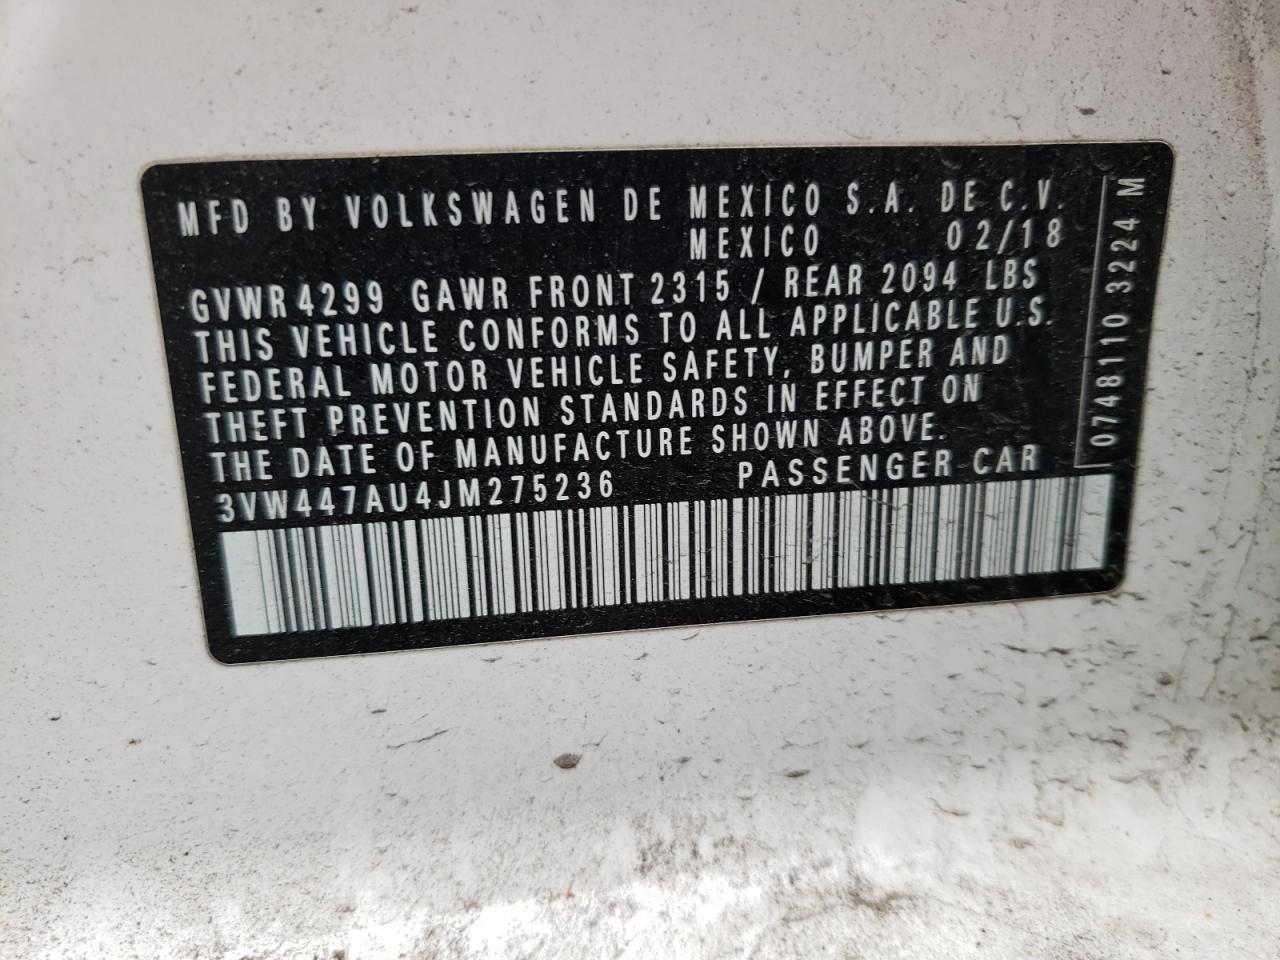 MFD BY VOLKSWAGEN DE MEXICO S.A. DE C.V.
MEXICO 02/18
GVWR 4299 GAWR FRONT 2315 / REAR 2094 LBS
THIS VEHICLE CONFORMS TO ALL APPLICABLE U.S.
FEDERAL MOTOR VEHICLE SAFETY, BUMPER AND
THEFT PREVENTION STANDARDS IN EFFECT ON
THE DATE OF MANUFACTURE SHOWN ABOVE.
3VW447AU4JM275236 PASSENGER CAR
0748110 3224 M